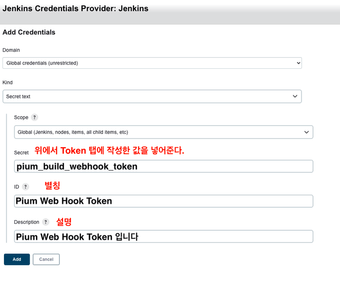 Jenkins Credentials Provider: Jenkins
Add Credentials
Domain
Global credentials (unrestricted)
Kind
Secret text
Scope ?
Global (Jenkins, nodes, items, all child items, etc)
Secret 위에서 Token 탭에 작성한 값을 넣어준다.
pium_build_webhook_token
ID ? 별칭
Pium Web Hook Token
Description ? 설명
Pium Web Hook Token 입니다
Add Cancel